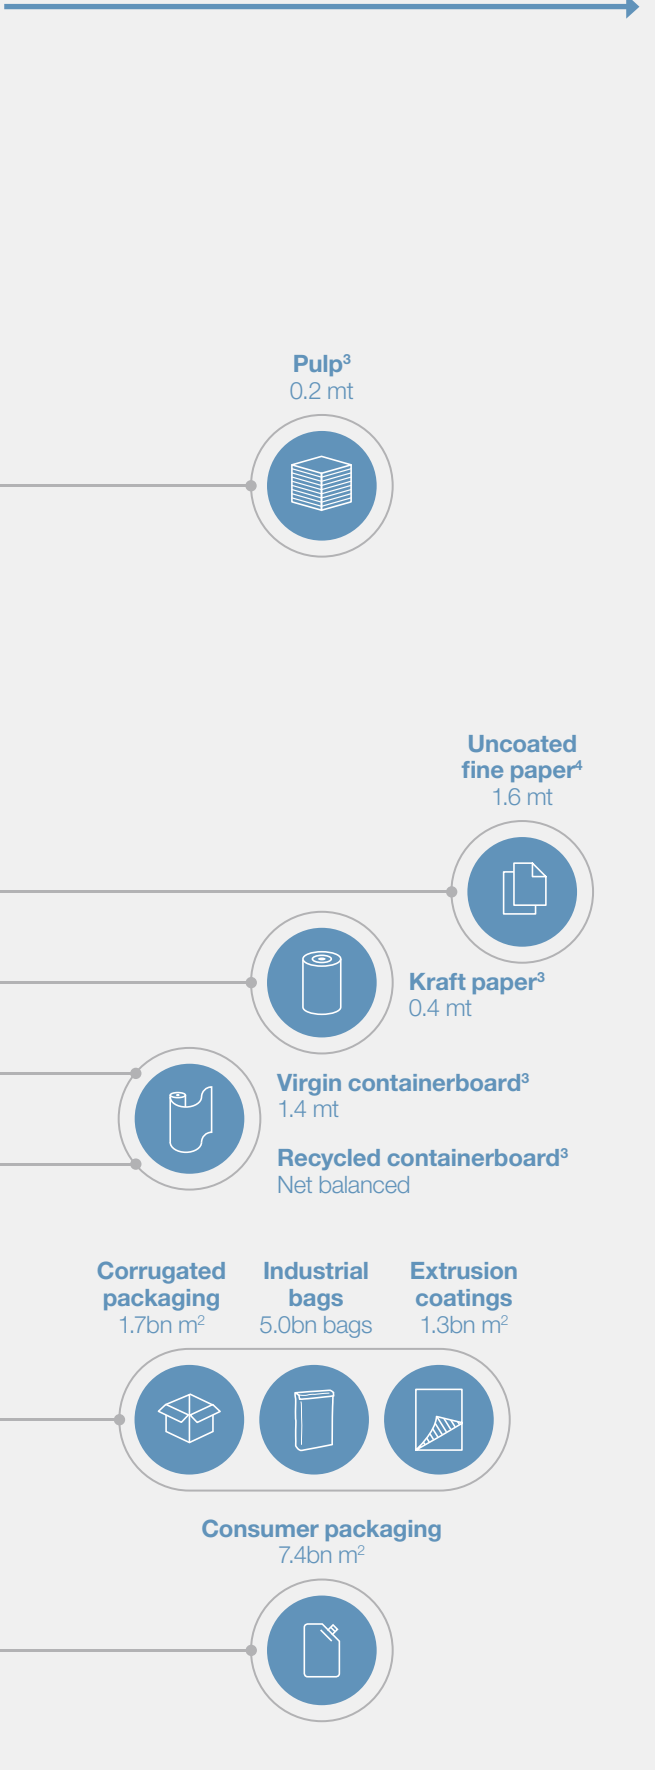 Pulp³
0.2 mt
Uncoated
fine paper⁴
1.6 mt
Kraft paper³
0.4 mt
Virgin containerboard³
1.4 mt
Recycled containerboard³
Net balanced
Corrugated
packaging
1.7bn m²
Industrial
bags
5.0bn bags
Extrusion
coatings
1.3bn m²
Consumer packaging
7.4bn m²